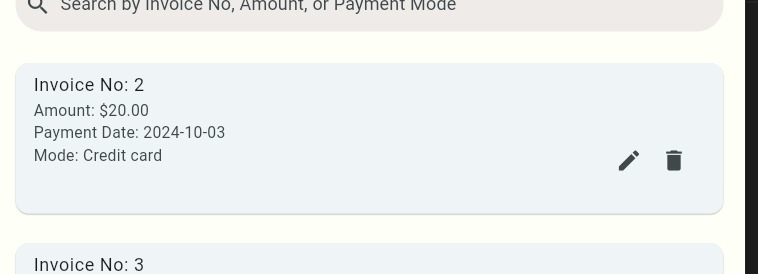 Search by Invoice No, Amount, or Payment Mode
Invoice No: 2
Amount: $20.00
Payment Date: 2024-10-03
Mode: Credit card
Invoice No: 3